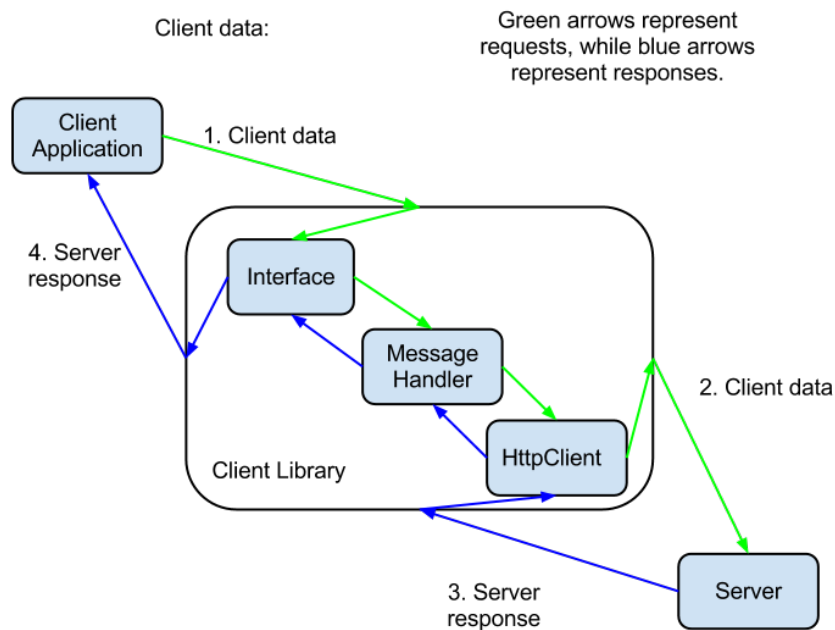 Client data:
Green arrows represent
requests, while blue arrows
represent responses.
Client
Application
1. Client data
4. Server
response
Interface
Message
Handler
2. Client data
HttpClient
Client Library
3. Server
response
Server